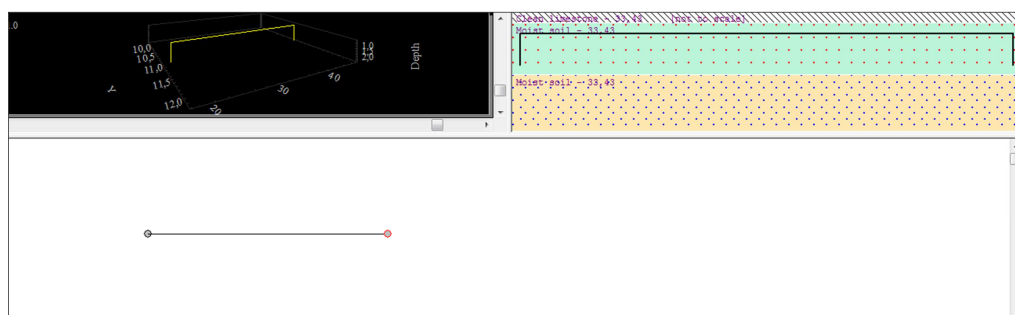 1,0
10,0
10,5
11,0
11,5
12,0
Y
20
30
40
1,0
1,5
2,0
Depth
Clean limestone - 33,43 [not to scale]
Moist soil - 33,43
Moist soil - 33,43